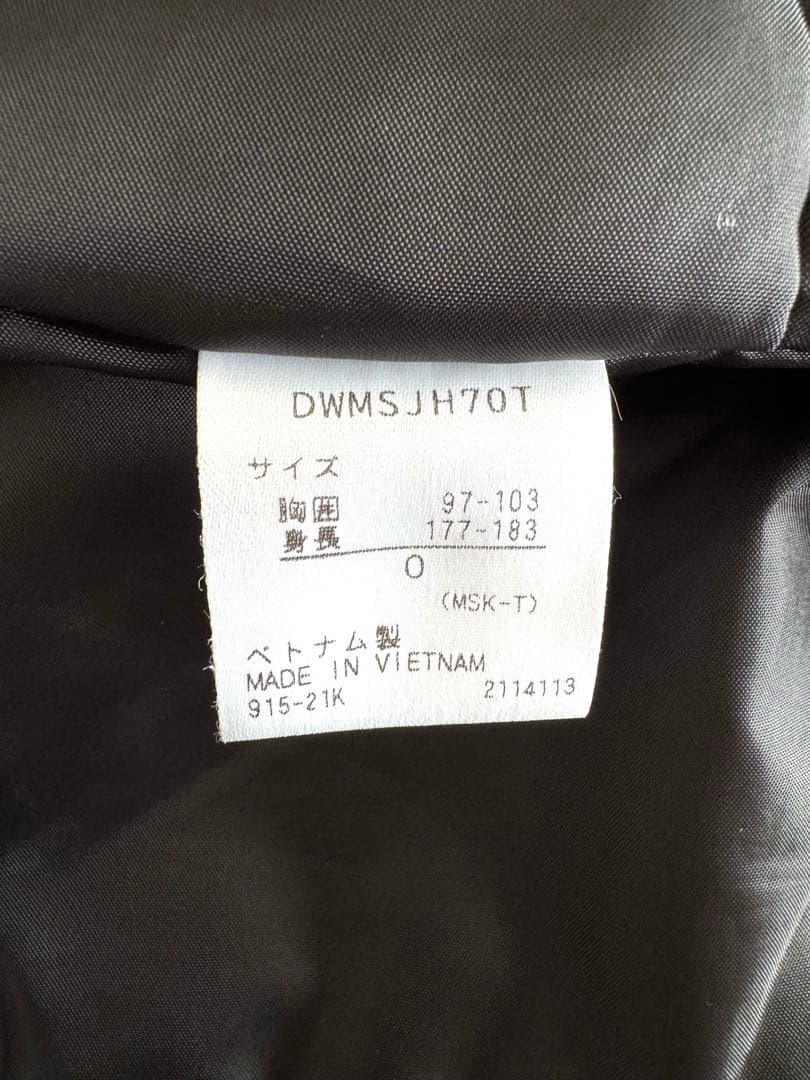 DWMSJH70T
サイズ
胸囲 97-103
身長 177-183
O
(MSK-T)
ベトナム製
MADE IN VIETNAM
915-21K 2114113